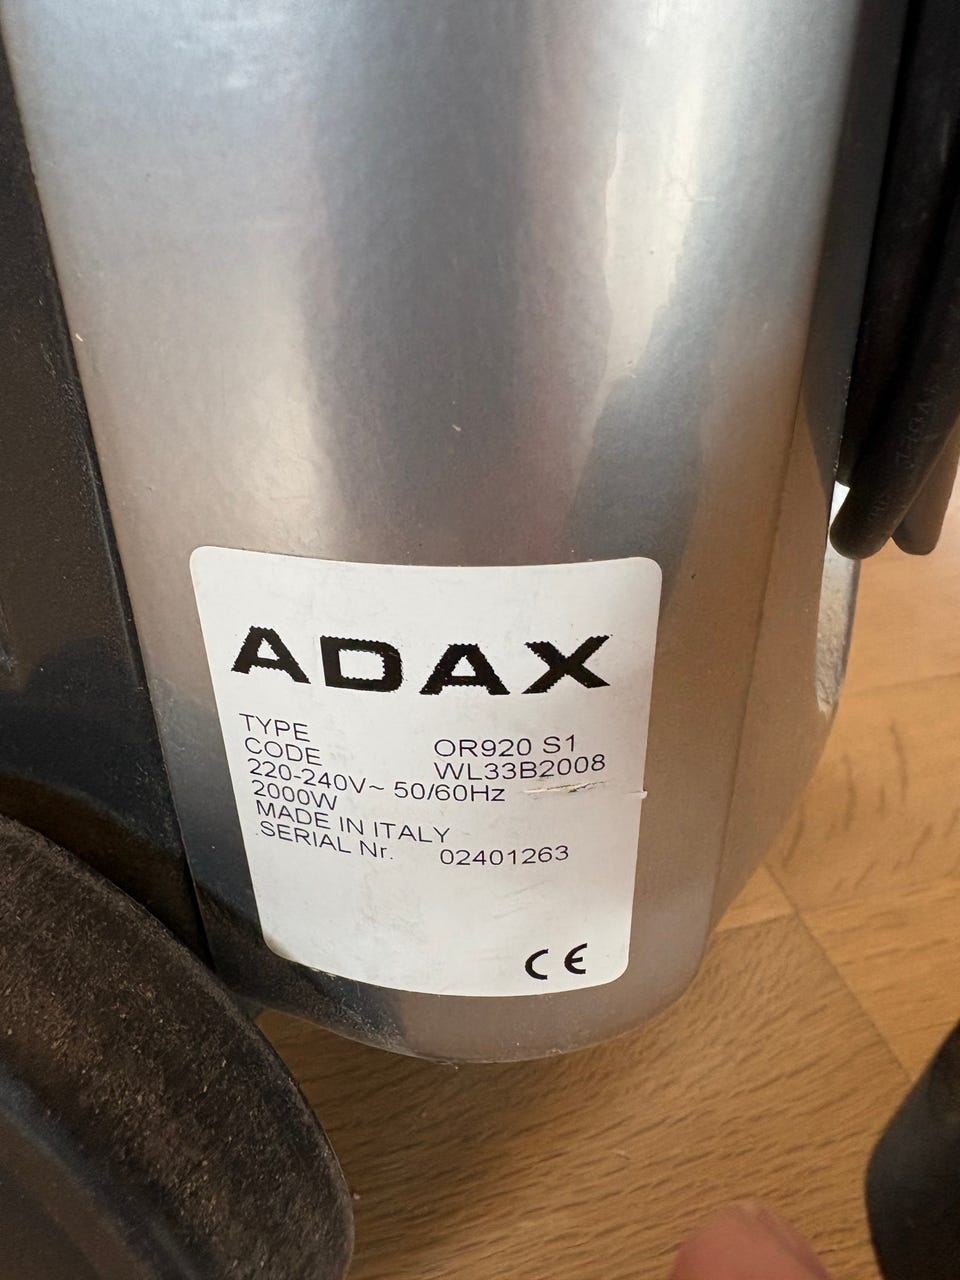 ADAX
TYPE OR920 S1
CODE WL33B2008
220-240V~ 50/60Hz
2000W
MADE IN ITALY
SERIAL Nr. 02401263
CE